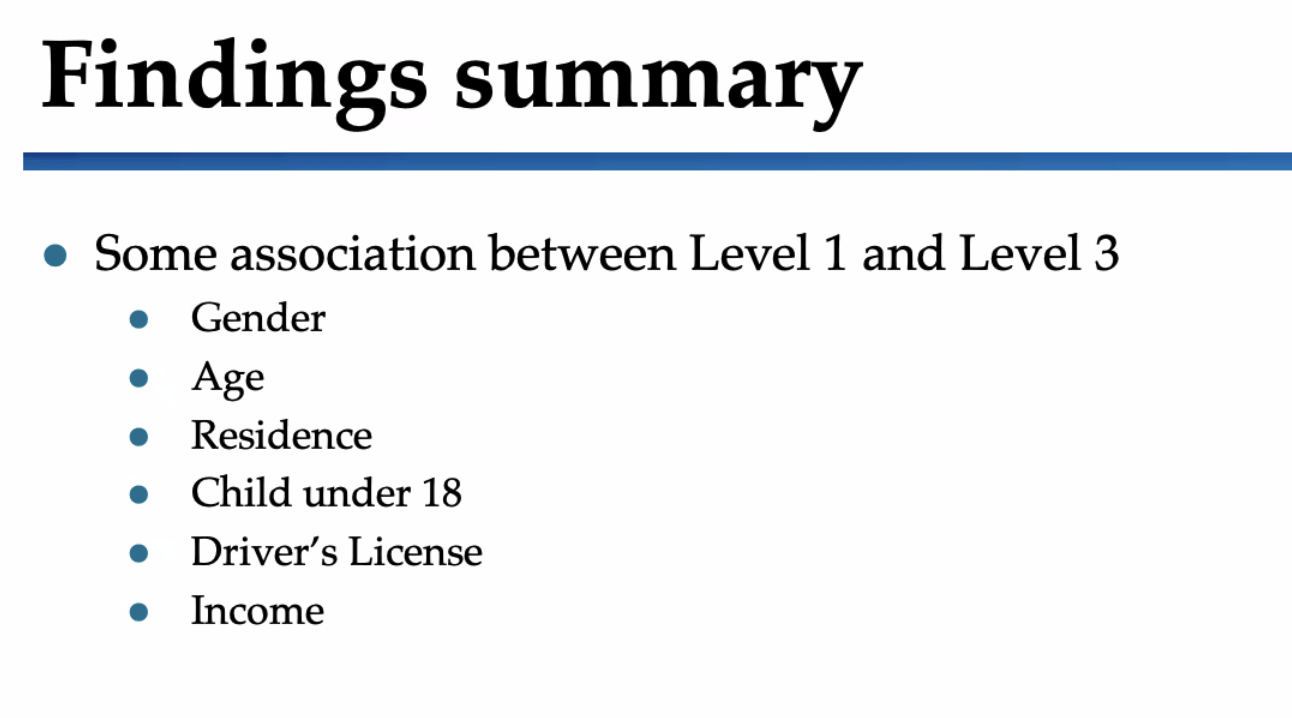 Findings summary
Some association between Level 1 and Level 3
Gender
Age
Residence
Child under 18
Driver’s License
Income